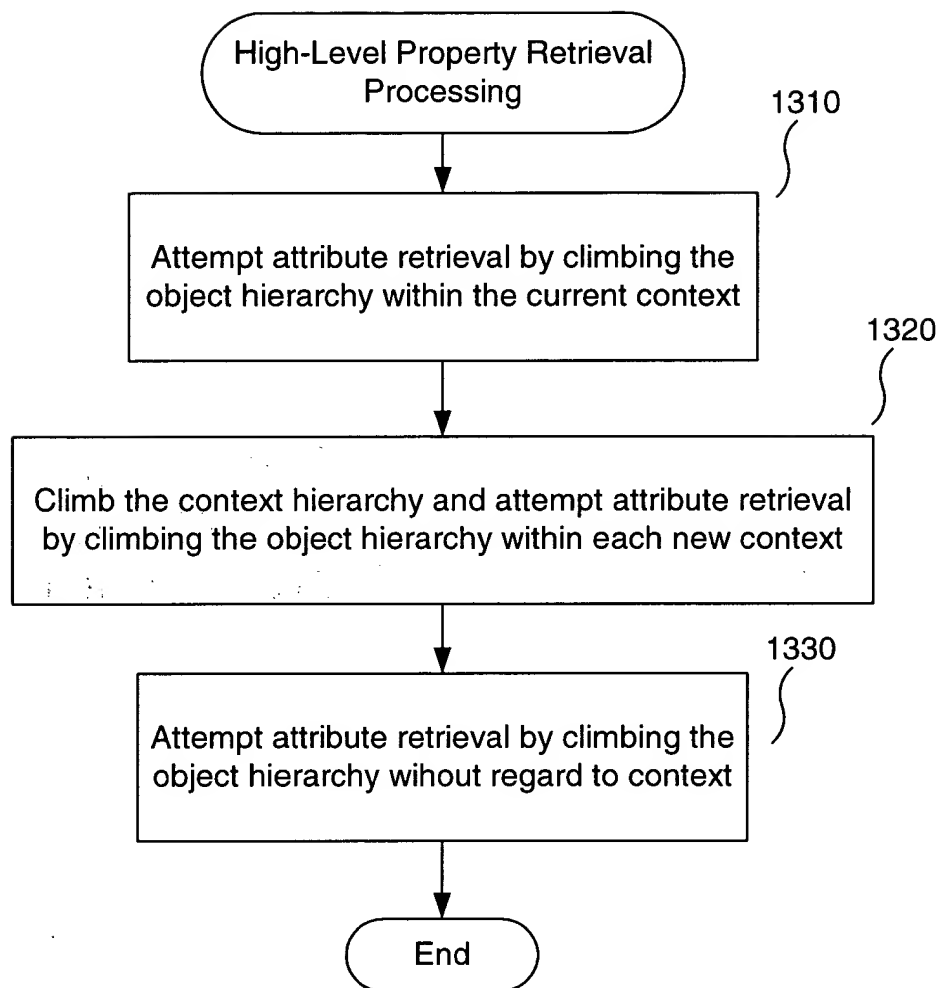 High-Level Property Retrieval
Processing
1310
Attempt attribute retrieval by climbing the
object hierarchy within the current context
1320
Climb the context hierarchy and attempt attribute retrieval
by climbing the object hierarchy within each new context
1330
Attempt attribute retrieval by climbing the
object hierarchy wihout regard to context
End